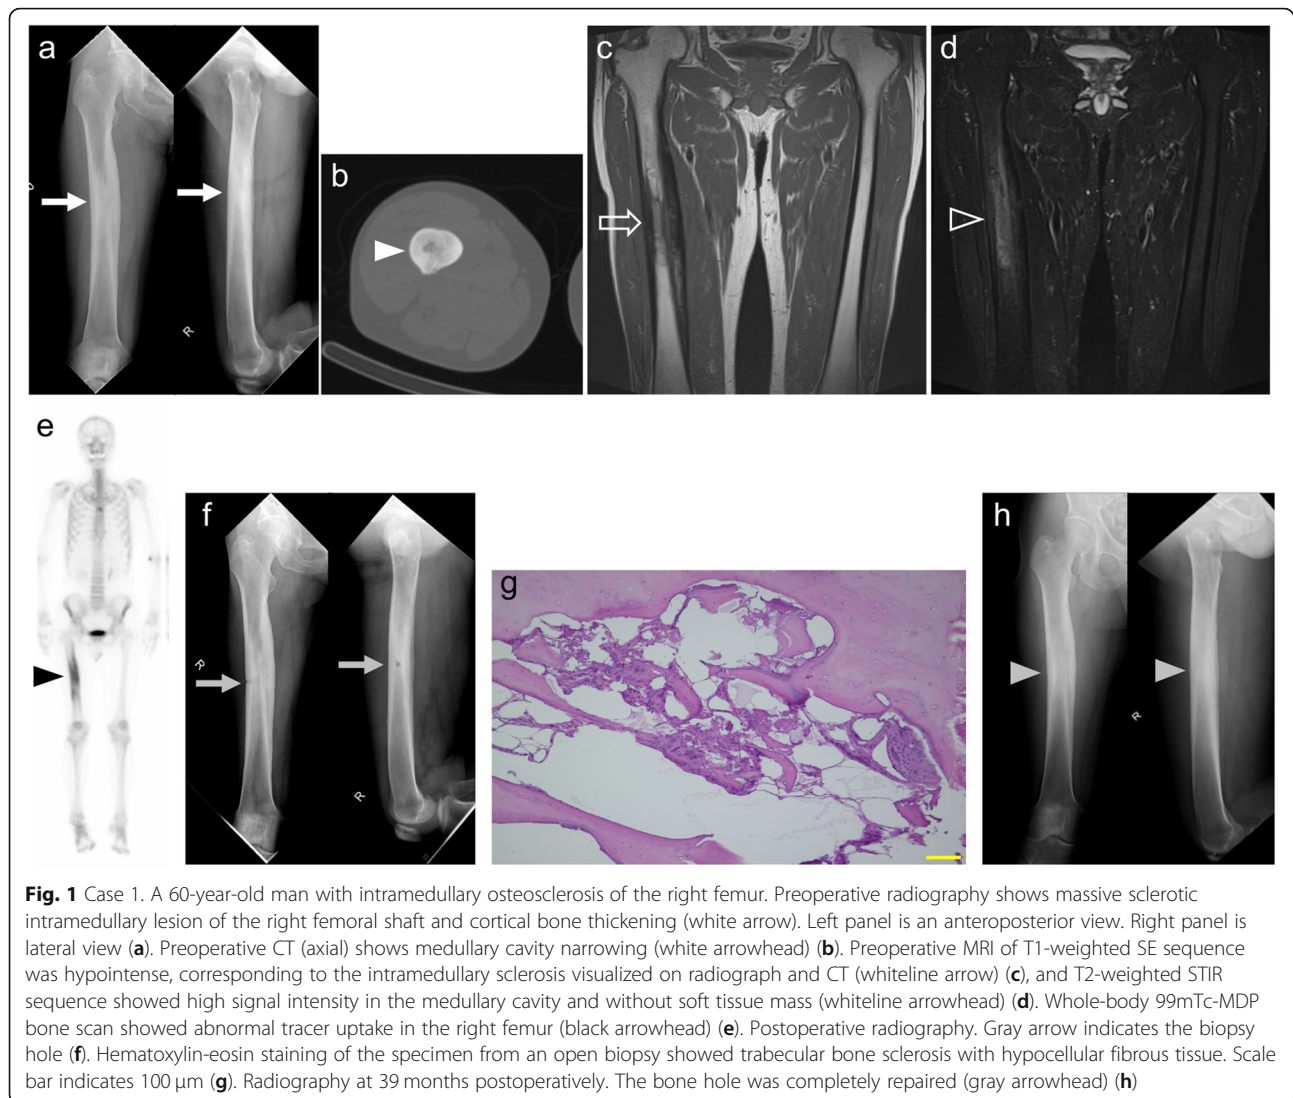 a
b
c
d
R
e
f
R
R
g
h
R
Fig. 1 Case 1. A 60-year-old man with intramedullary osteosclerosis of the right femur. Preoperative radiography shows massive sclerotic
intramedullary lesion of the right femoral shaft and cortical bone thickening (white arrow). Left panel is an anteroposterior view. Right panel is
lateral view (a). Preoperative CT (axial) shows medullary cavity narrowing (white arrowhead) (b). Preoperative MRI of T1-weighted SE sequence
was hypointense, corresponding to the intramedullary sclerosis visualized on radiograph and CT (whiteline arrow) (c), and T2-weighted STIR
sequence showed high signal intensity in the medullary cavity and without soft tissue mass (whiteline arrowhead) (d). Whole-body 99mTc-MDP
bone scan showed abnormal tracer uptake in the right femur (black arrowhead) (e). Postoperative radiography. Gray arrow indicates the biopsy
hole (f). Hematoxylin-eosin staining of the specimen from an open biopsy showed trabecular bone sclerosis with hypocellular fibrous tissue. Scale
bar indicates 100 μm (g). Radiography at 39 months postoperatively. The bone hole was completely repaired (gray arrowhead) (h)